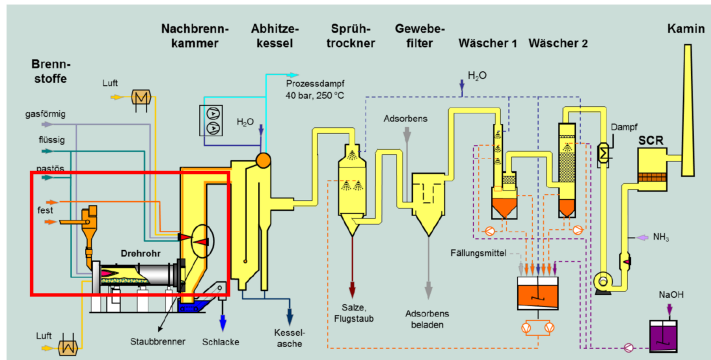 Brenn-
stoffe
Nachbrenn-
kammer
Abhitze-
kessel
Sprüh-
trockner
Gewebe-
filter
Wäscher 1
Wäscher 2
Kamin
Luft
gasförmig
flüssig
pastös
fest
Drehrohr
Luft
Staubbrenner
Schlacke
H₂O
Prozessdampf
40 bar, 250 °C
Kessel-
asche
Salze,
Flugstaub
Adsorbens
Adsorbens
beladen
H₂O
Fällungsmittel
Dampf
SCR
NH₃
NaOH